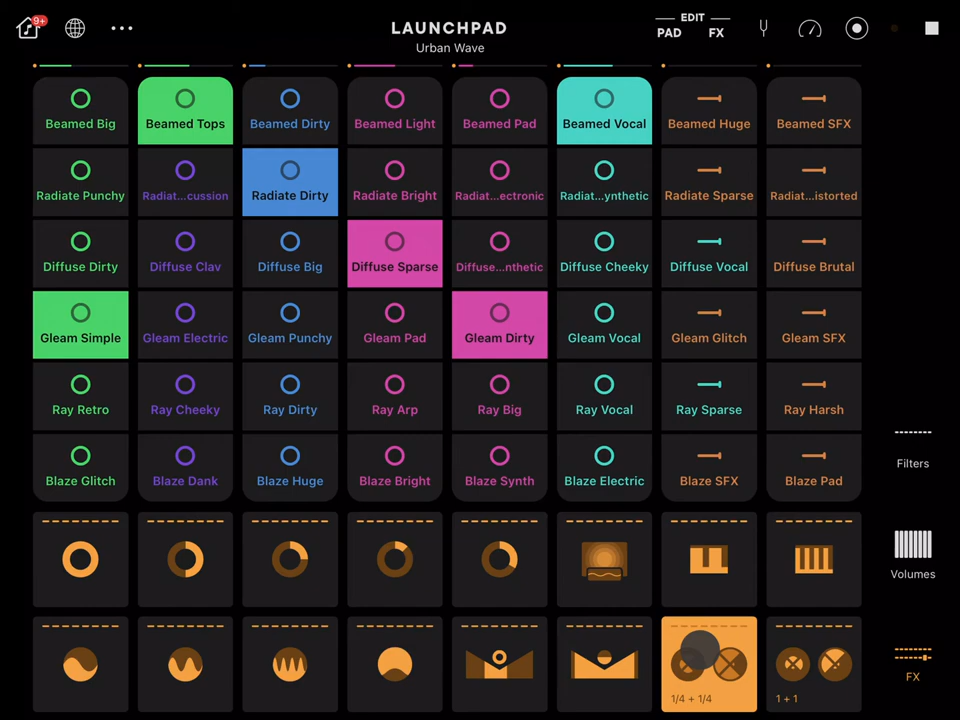 9+
LAUNCHPAD
Urban Wave
EDIT
PAD FX
Beamed Big Beamed Tops Beamed Dirty Beamed Light Beamed Pad Beamed Vocal Beamed Huge Beamed SFX
Radiate Punchy Radiat...cussion Radiate Dirty Radiate Bright Radiat...ectronic Radiat...ynthetic Radiate Sparse Radiat...istorted
Diffuse Dirty Diffuse Clav Diffuse Big Diffuse Sparse Diffuse...nthetic Diffuse Cheeky Diffuse Vocal Diffuse Brutal
Gleam Simple Gleam Electric Gleam Punchy Gleam Pad Gleam Dirty Gleam Vocal Gleam Glitch Gleam SFX
Ray Retro Ray Cheeky Ray Dirty Ray Arp Ray Big Ray Vocal Ray Sparse Ray Harsh
Blaze Glitch Blaze Dank Blaze Huge Blaze Bright Blaze Synth Blaze Electric Blaze SFX Blaze Pad
Filters
Volumes
FX
1/4 + 1/4 1 + 1